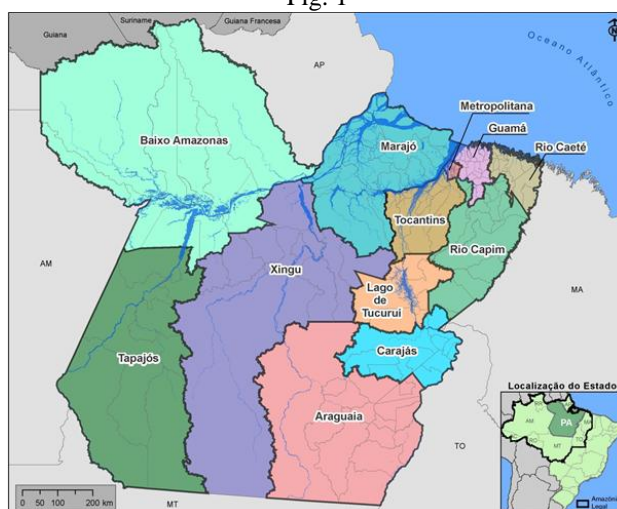 Fig. 1
Suriname
Guiana Francesa
Guiana
AP
Oceano Atlântico
N
Metropolitana
Guamá
Rio Caeté
Baixo Amazonas
Marajó
Tocantins
Rio Capim
AM
Xingu
Lago
de
Tucuruí
MA
Tapajós
Carajás
Araguaia
TO
MT
0 50 100 200 km
Localização do Estado
PA
AM
MT
Amazônia
Legal